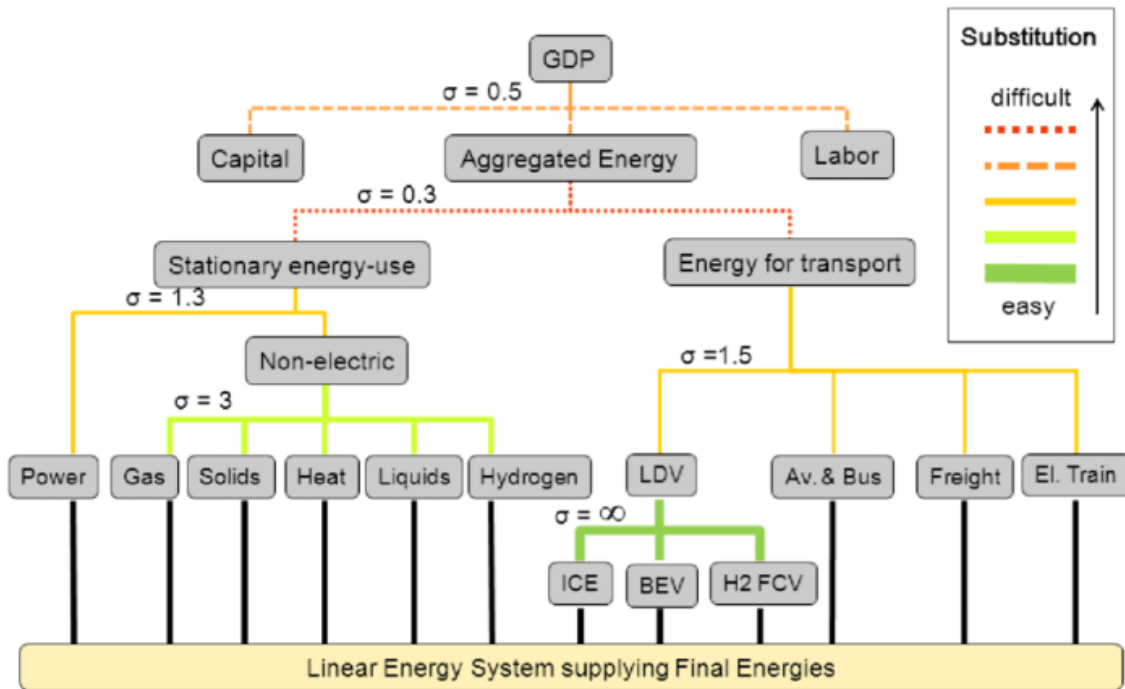 GDP
σ = 0.5
Capital
Aggregated Energy
Labor
σ = 0.3
Stationary energy-use
Energy for transport
σ = 1.3
Non-electric
σ =1.5
σ = 3
Power
Gas
Solids
Heat
Liquids
Hydrogen
LDV
Av. & Bus
Freight
El. Train
σ = ∞
ICE
BEV
H2 FCV
Linear Energy System supplying Final Energies
Substitution
difficult
easy